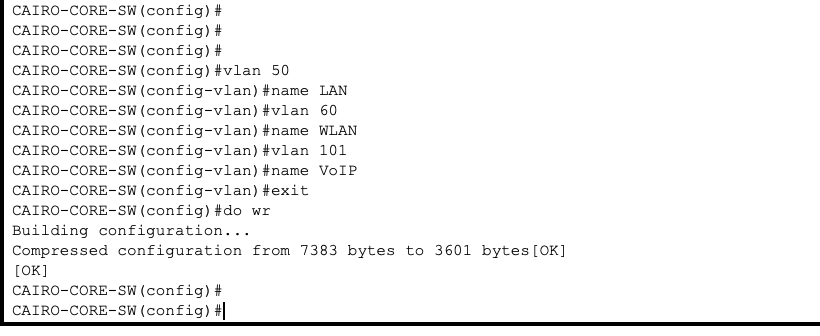 CAIRO-CORE-SW(config)#
CAIRO-CORE-SW(config)#
CAIRO-CORE-SW(config)#
CAIRO-CORE-SW(config)#vlan 50
CAIRO-CORE-SW(config-vlan)#name LAN
CAIRO-CORE-SW(config-vlan)#vlan 60
CAIRO-CORE-SW(config-vlan)#name WLAN
CAIRO-CORE-SW(config-vlan)#vlan 101
CAIRO-CORE-SW(config-vlan)#name VoIP
CAIRO-CORE-SW(config-vlan)#exit
CAIRO-CORE-SW(config)#do wr
Building configuration...
Compressed configuration from 7383 bytes to 3601 bytes[OK]
[OK]
CAIRO-CORE-SW(config)#
CAIRO-CORE-SW(config)#